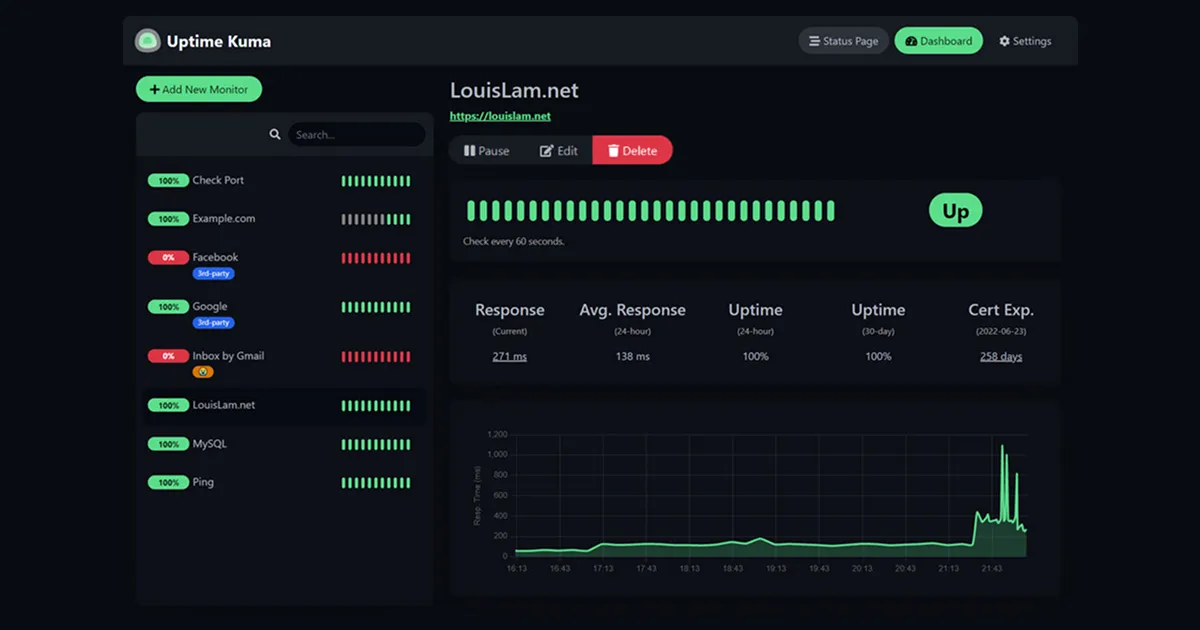 Uptime Kuma
Status Page
Dashboard
Settings
Add New Monitor
Search...
100% Check Port
100% Example.com
0% Facebook
3rd-party
100% Google
3rd-party
0% Inbox by Gmail
100% LouisLam.net
100% MySQL
100% Ping
LouisLam.net
https://louislam.net
Pause Edit Delete
Up
Check every 60 seconds.
Response Avg. Response Uptime Uptime Cert Exp.
(Current) (24-hour) (24-hour) (30-day) (2022-06-23)
271 ms 138 ms 100% 100% 258 days
Resp. Time (ms)
1,200
1,000
800
600
400
200
0
16:13 16:43 17:13 17:43 18:13 18:43 19:13 19:43 20:13 20:43 21:13 21:43